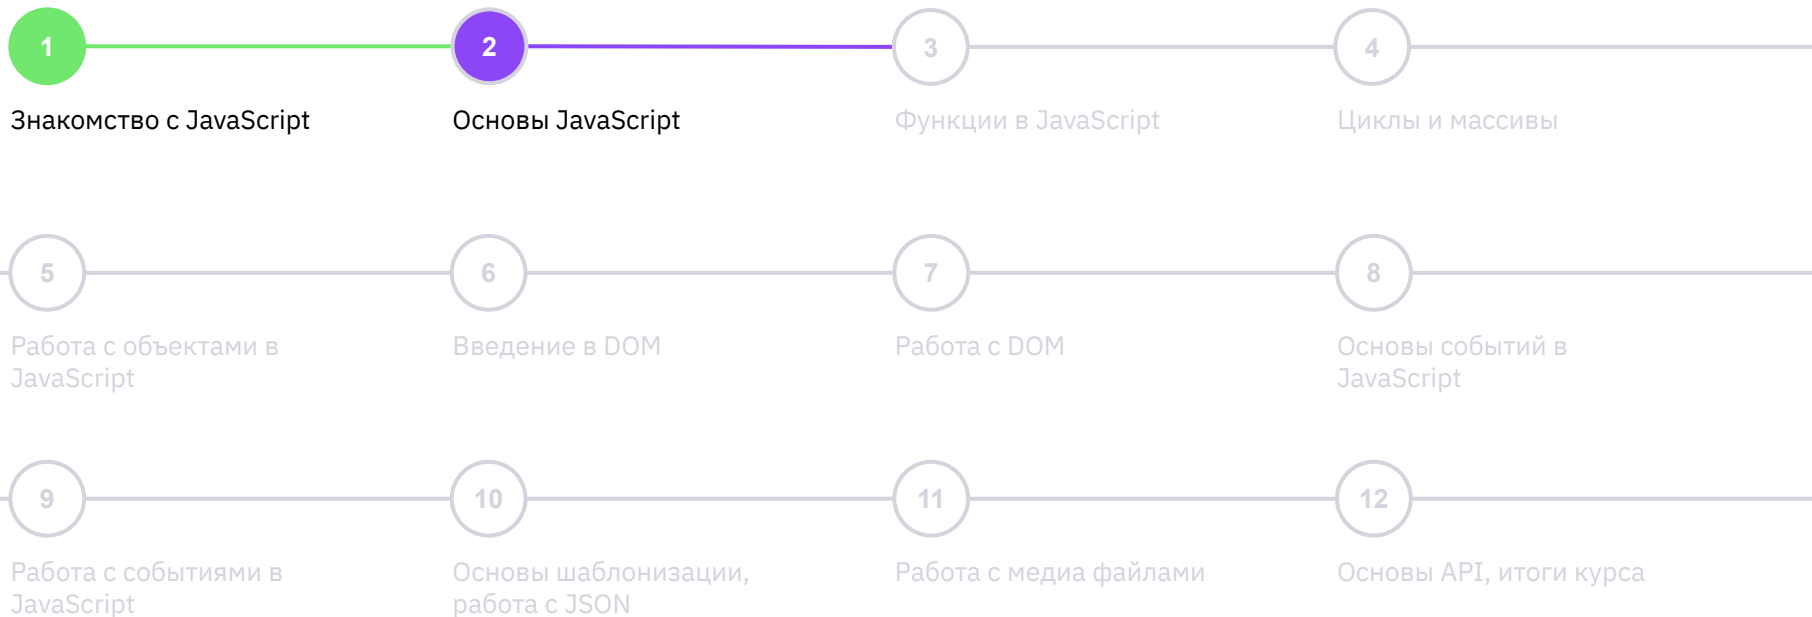 1
2
3
4
Знакомство с JavaScript
Основы JavaScript
Функции в JavaScript
Циклы и массивы
5
6
7
8
Работа с объектами в
JavaScript
Введение в DOM
Работа с DOM
Основы событий в
JavaScript
9
10
11
12
Работа с событиями в
JavaScript
Основы шаблонизации,
работа с JSON
Работа с медиа файлами
Основы API, итоги курса